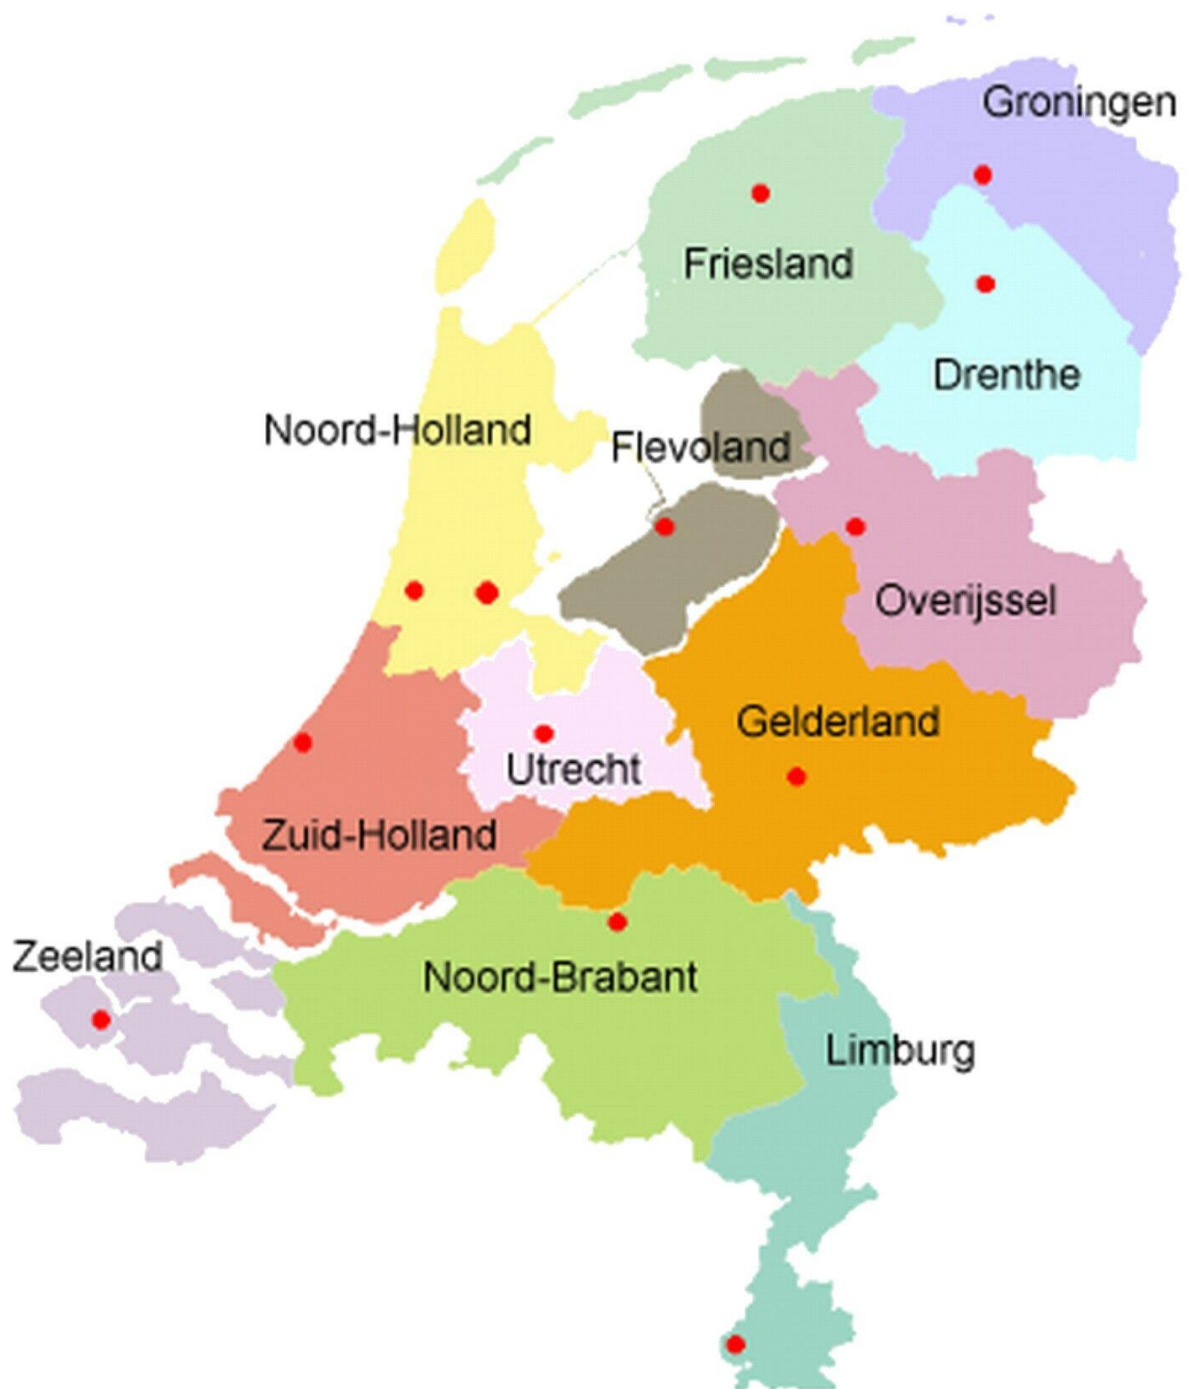 Groningen
Friesland
Drenthe
Noord-Holland
Flevoland
Overijssel
Gelderland
Utrecht
Zuid-Holland
Zeeland
Noord-Brabant
Limburg